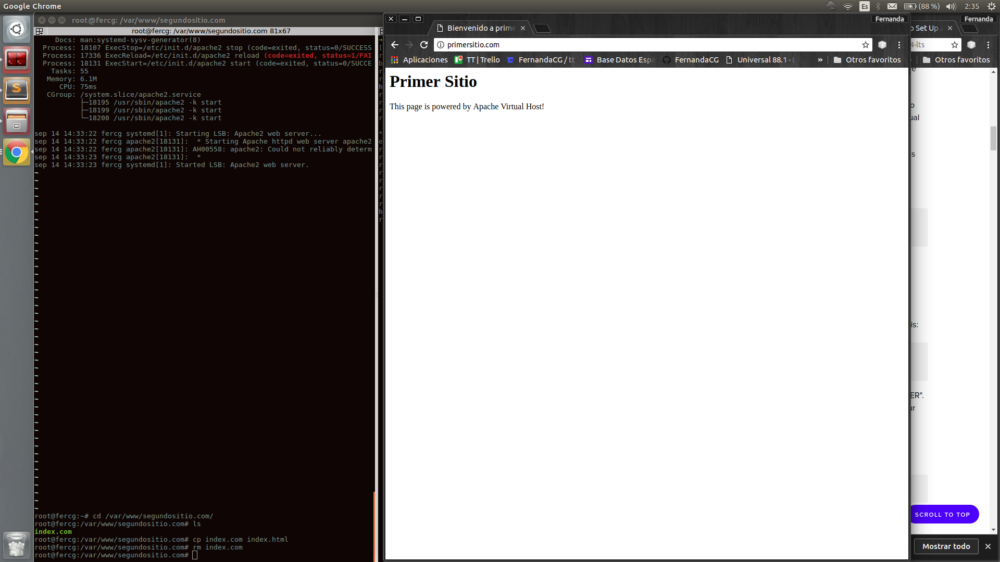 Google Chrome
Es
(88 %)
2:35
root@fercg: /var/www/segundositio.com
root@fercg: /var/www/segundositio.com 81x67
Docs: man:systemd-sysv-generator(8)
Process: 18107 ExecStop=/etc/init.d/apache2 stop (code=exited, status=0/SUCCESS
Process: 17336 ExecReload=/etc/init.d/apache2 reload (code=exited, status=1/FAI
Process: 18131 ExecStart=/etc/init.d/apache2 start (code=exited, status=0/SUCCE
Tasks: 55
Memory: 6.1M
CPU: 75ms
CGroup: /system.slice/apache2.service
├─18195 /usr/sbin/apache2 -k start
├─18199 /usr/sbin/apache2 -k start
└─18200 /usr/sbin/apache2 -k start
sep 14 14:33:22 fercg systemd[1]: Starting LSB: Apache2 web server...
sep 14 14:33:22 fercg apache2[18131]:  * Starting Apache httpd web server apache2
sep 14 14:33:22 fercg apache2[18131]: AH00558: apache2: Could not reliably determ
sep 14 14:33:23 fercg apache2[18131]:  *
sep 14 14:33:23 fercg systemd[1]: Started LSB: Apache2 web server.
root@fercg:~# cd /var/www/segundositio.com/
root@fercg:/var/www/segundositio.com# ls
index.com
root@fercg:/var/www/segundositio.com# cp index.com index.html
root@fercg:/var/www/segundositio.com# rm index.com
root@fercg:/var/www/segundositio.com#
Fernanda
Bienvenido a prime
primersitio.com
Aplicaciones
TT | Trello
FernandaCG / tt
Base Datos Espa
FernandaCG
Universal 88.1 - L
»
Otros favoritos
Primer Sitio
This page is powered by Apache Virtual Host!
Fernanda
o Set Up
4-lts
Otros favoritos
is:
ER".
SCROLL TO TOP
Mostrar todo